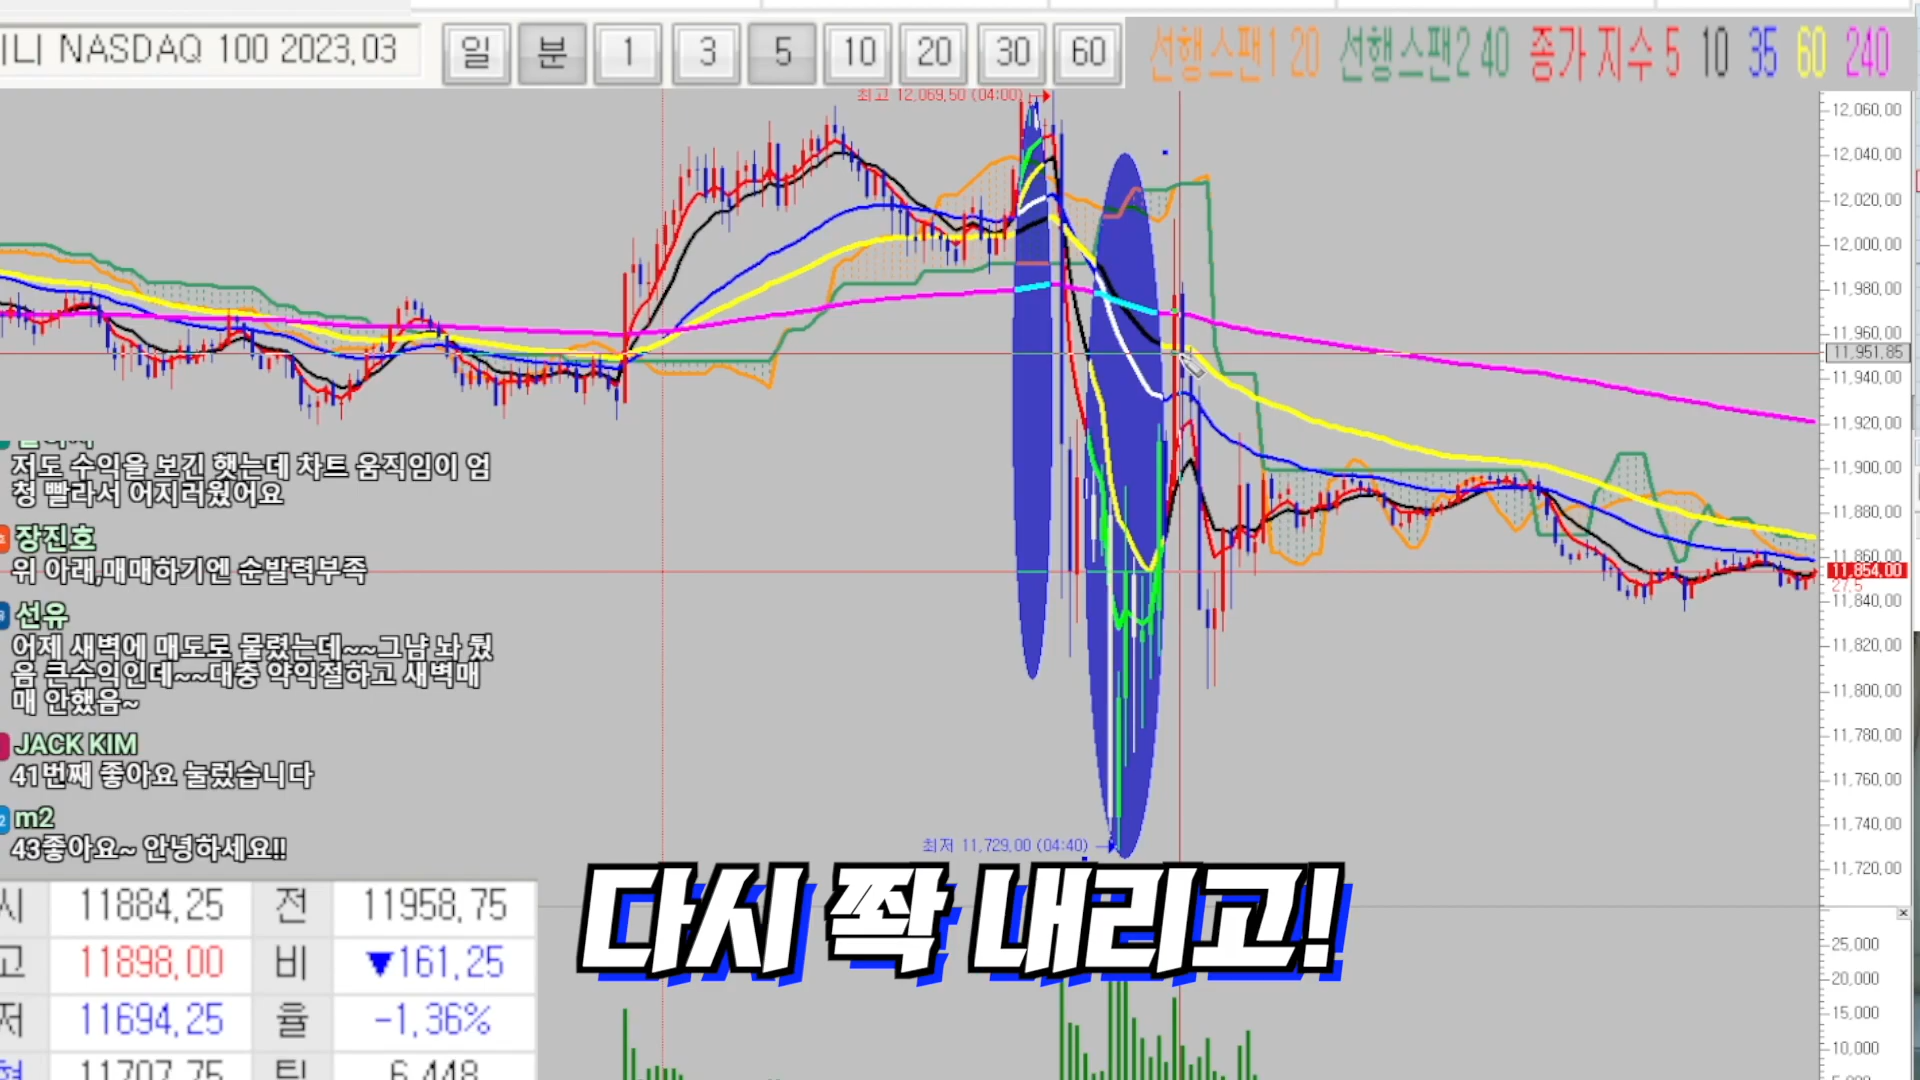 니 NASDAQ 100 2023,03
일 분 1 3 5 10 20 30 60
선행스팬1 20 선행스팬2 40 종가 지수 5 10 35 60 240
최고 12,069,50 (04:00)
12,060,00
12,040,00
12,020,00
12,000,00
11,980,00
11,960,00
11,951,85
11,940,00
11,920,00
11,900,00
11,880,00
11,860,00
11,854,00
27,5
11,840,00
11,820,00
11,800,00
11,780,00
11,760,00
11,740,00
11,720,00
저도 수익을 보긴 했는데 차트 움직임이 엄
청 빨라서 어지러웠어요
장진호
위 아래,매매하기엔 순발력부족
선유
어제 새벽에 매도로 물렸는데~~그냥 놔 뒀
음 큰수익인데~~대충 약익절하고 새벽매
매 안했음~
JACK KIM
41번째 좋아요 눌렀습니다
m2
43좋아요~ 안녕하세요!!
최저 11,729,00 (04:40)
다시 쫙 내리고!
시 11884,25 전 11958,75
고 11898,00 비 ▼161,25
저 11694,25 율 -1,36%
현 11707,75 틱 6,448
25,000
20,000
15,000
10,000